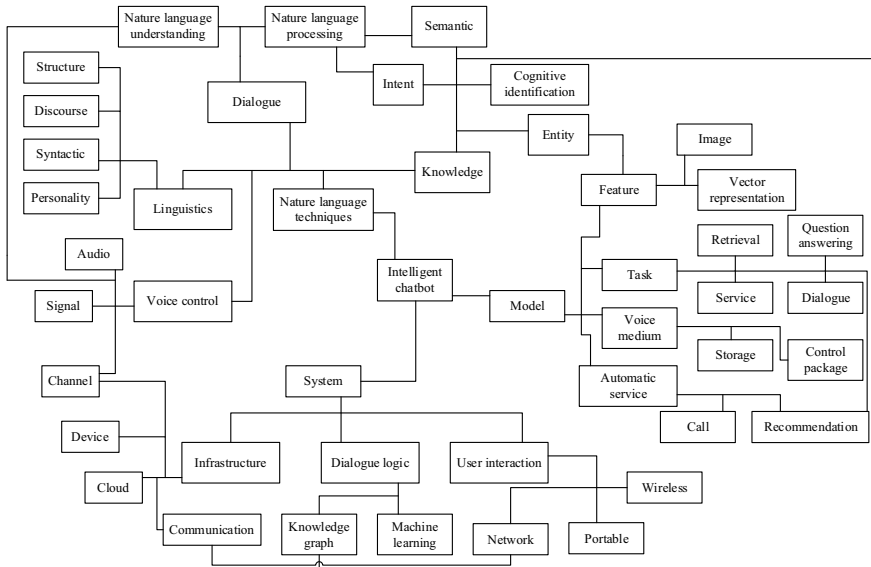 Nature language
understanding
Nature language
processing
Semantic
Structure
Intent
Cognitive
identification
Dialogue
Discourse
Entity
Image
Syntactic
Knowledge
Feature
Vector
representation
Personality
Linguistics
Nature language
techniques
Audio
Retrieval
Question
answering
Intelligent
chatbot
Task
Signal
Voice control
Model
Service
Dialogue
Voice
medium
Storage
Control
package
Channel
System
Automatic
service
Call
Recommendation
Device
Infrastructure
Dialogue logic
User interaction
Cloud
Wireless
Communication
Knowledge
graph
Machine
learning
Network
Portable